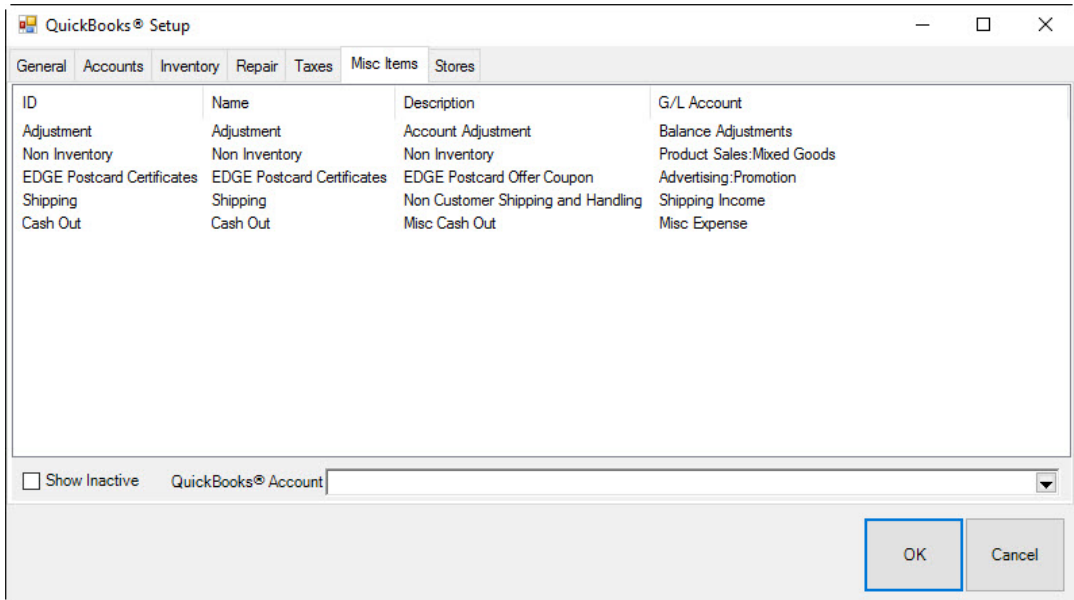 QuickBooks® Setup
General Accounts Inventory Repair Taxes Misc Items Stores
ID Name Description G/L Account
Adjustment Adjustment Account Adjustment Balance Adjustments
Non Inventory Non Inventory Non Inventory Product Sales:Mixed Goods
EDGE Postcard Certificates EDGE Postcard Certificates EDGE Postcard Offer Coupon Advertising:Promotion
Shipping Shipping Non Customer Shipping and Handling Shipping Income
Cash Out Cash Out Misc Cash Out Misc Expense
Show Inactive QuickBooks® Account
OK Cancel